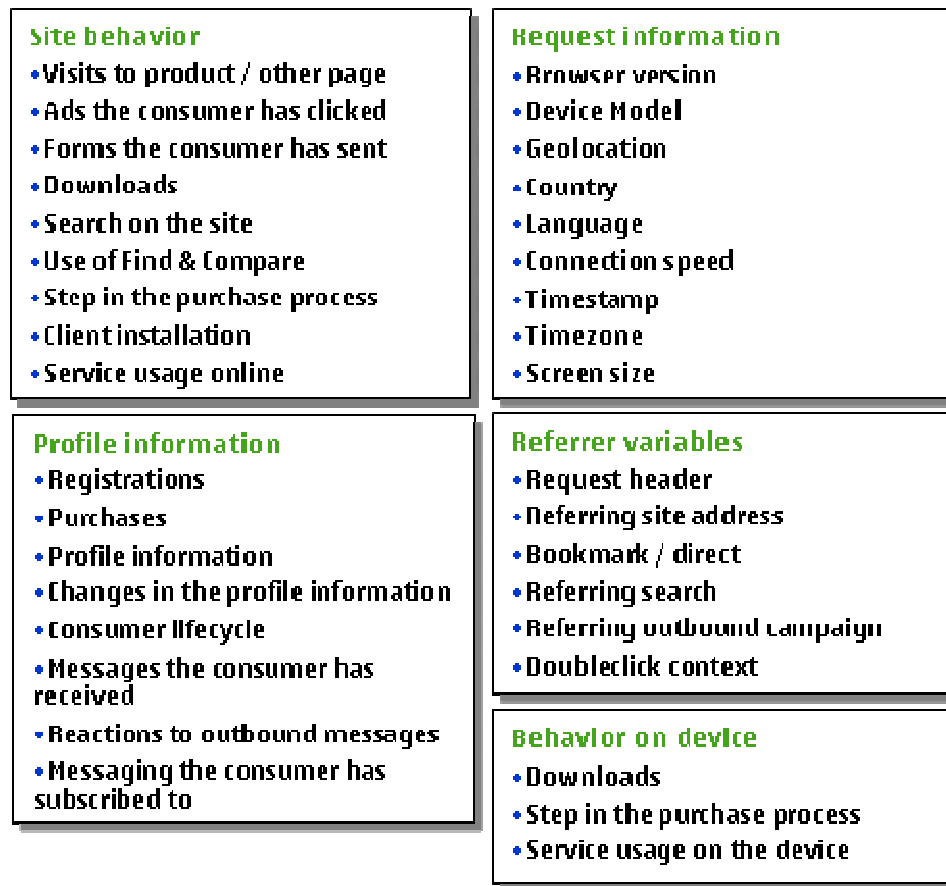 Site behavior
•Visits to product / other page
•Ads the consumer has clicked
•Forms the consumer has sent
•Downloads
•Search on the site
•Use of Find & Compare
•Step in the purchase process
•Client installation
•Service usage online
Request information
•Browser version
•Device Model
•Geolocation
•Country
•Language
•Connection speed
•Timestamp
•Timezone
•Screen size
Profile information
•Registrations
•Purchases
•Profile information
•Changes in the profile information
•Consumer lifecycle
•Messages the consumer has
received
•Reactions to outbound messages
•Messaging the consumer has
subscribed to
Referrer variables
•Request header
•Referring site address
•Bookmark / direct
•Referring search
•Referring outbound campaign
•Doubleclick context
Behavior on device
•Downloads
•Step in the purchase process
•Service usage on the device